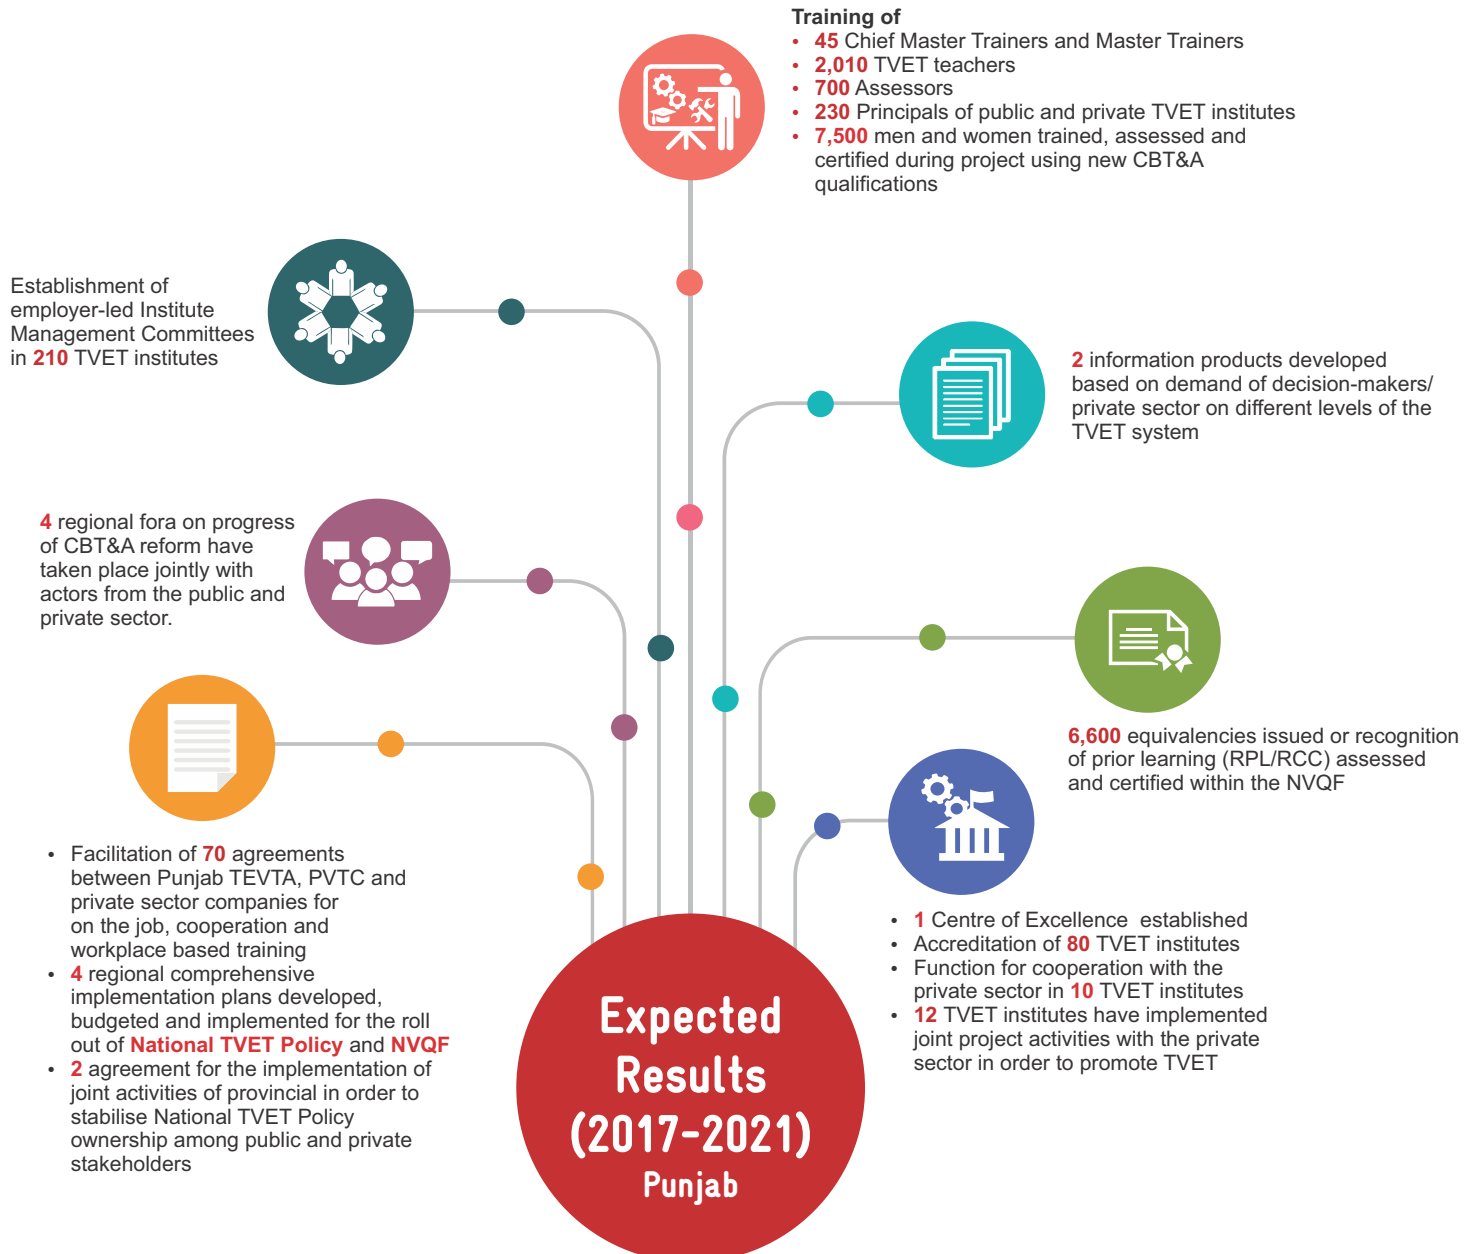 Training of
• 45 Chief Master Trainers and Master Trainers
• 2,010 TVET teachers
• 700 Assessors
• 230 Principals of public and private TVET institutes
• 7,500 men and women trained, assessed and
certified during project using new CBT&A
qualifications
Establishment of
employer-led Institute
Management Committees
in 210 TVET institutes
2 information products developed
based on demand of decision-makers/
private sector on different levels of the
TVET system
4 regional fora on progress
of CBT&A reform have
taken place jointly with
actors from the public and
private sector.
6,600 equivalencies issued or recognition
of prior learning (RPL/RCC) assessed
and certified within the NVQF
• Facilitation of 70 agreements
between Punjab TEVTA, PVTC and
private sector companies for
on the job, cooperation and
workplace based training
• 4 regional comprehensive
implementation plans developed,
budgeted and implemented for the roll
out of National TVET Policy and NVQF
• 2 agreement for the implementation of
joint activities of provincial in order to
stabilise National TVET Policy
ownership among public and private
stakeholders
• 1 Centre of Excellence established
• Accreditation of 80 TVET institutes
• Function for cooperation with the
private sector in 10 TVET institutes
• 12 TVET institutes have implemented
joint project activities with the private
sector in order to promote TVET
Expected
Results
(2017-2021)
Punjab